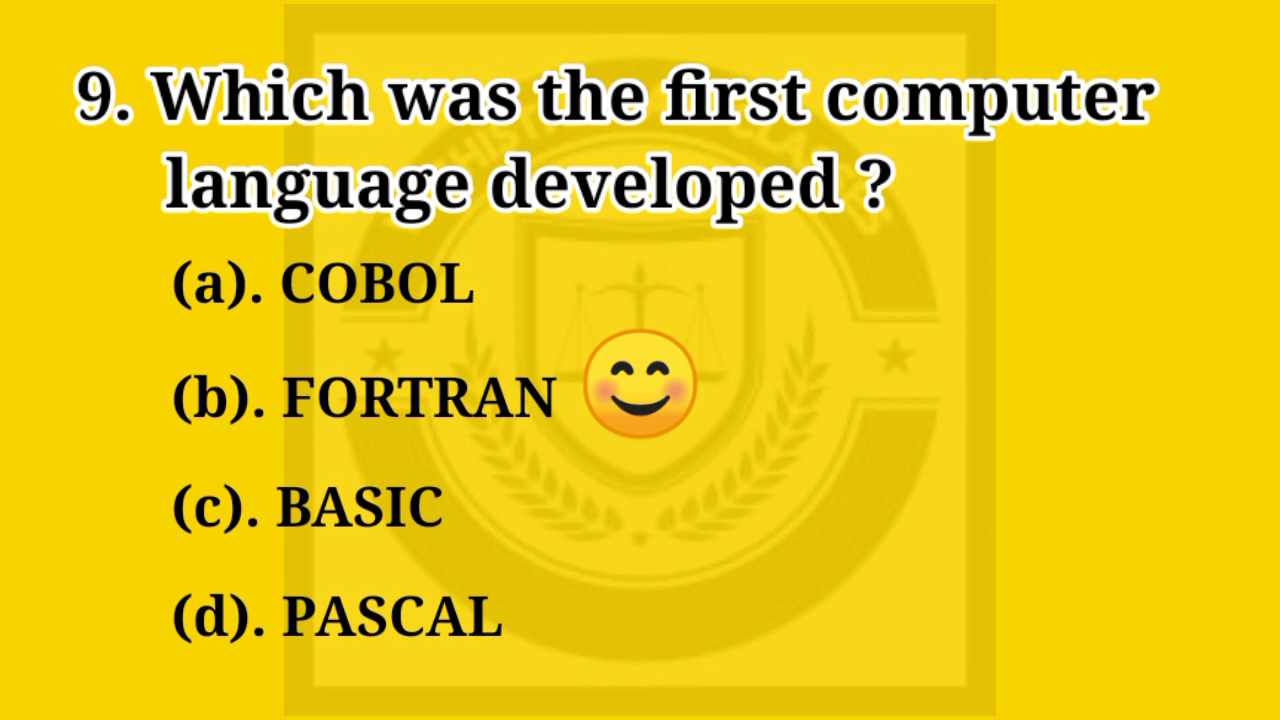 9. Which was the first computer
language developed ?
(a). COBOL
(b). FORTRAN
(c). BASIC
(d). PASCAL